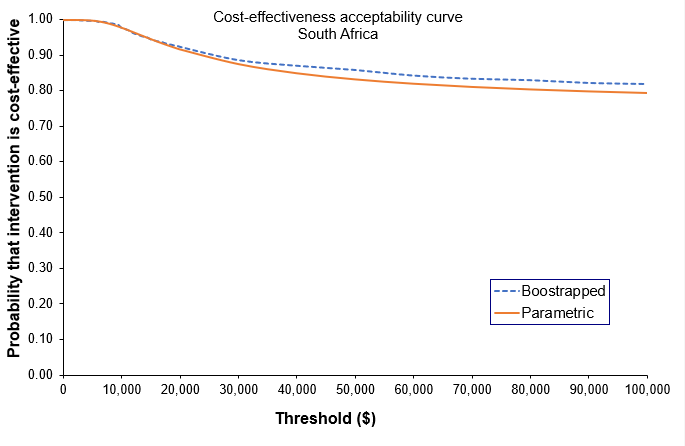 Cost-effectiveness acceptability curve
South Africa
Probability that intervention is cost-effective
1.00
0.90
0.80
0.70
0.60
0.50
0.40
0.30
0.20
0.10
0.00
0 10,000 20,000 30,000 40,000 50,000 60,000 70,000 80,000 90,000 100,000
Threshold ($)
Boostrapped
Parametric